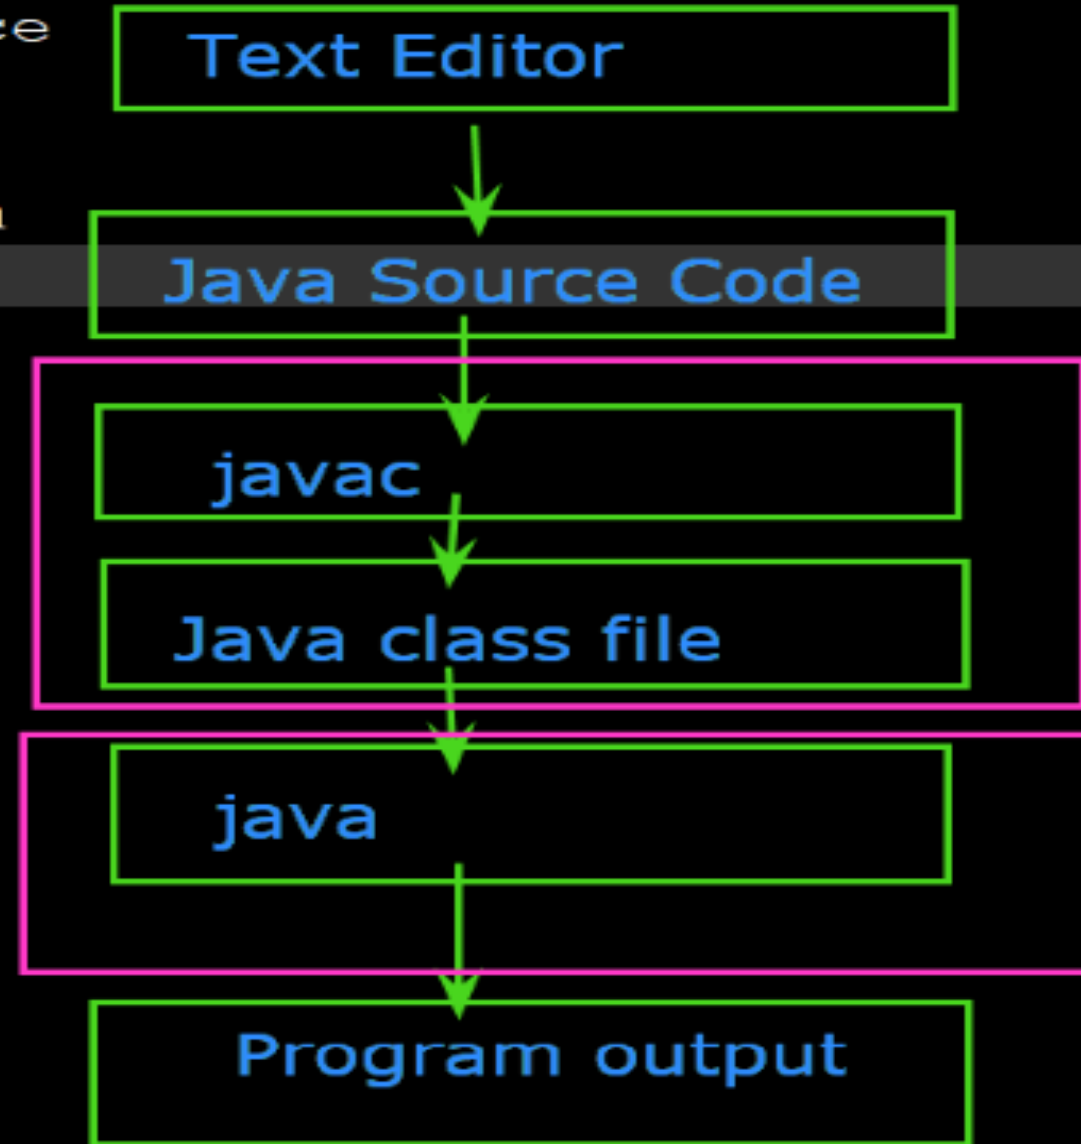 Text Editor
Java Source Code
javac
Java class file
java
Program output